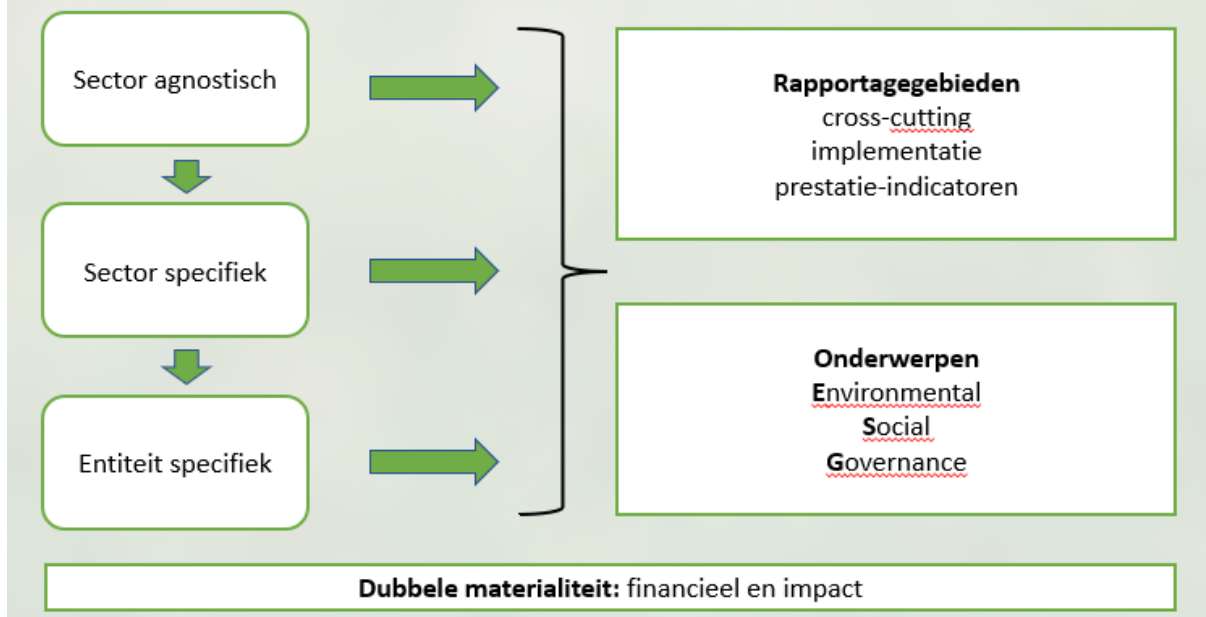 Sector agnostisch
Sector specifiek
Entiteit specifiek
Rapportagegebieden
cross-cutting
implementatie
prestatie-indicatoren
Onderwerpen
Environmental
Social
Governance
Dubbele materialiteit: financieel en impact